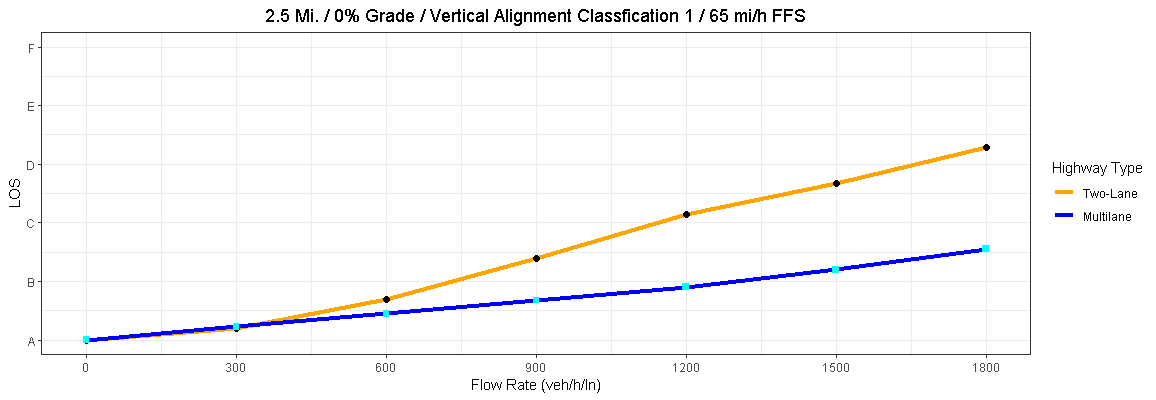 2.5 Mi. / 0% Grade / Vertical Alignment Classfication 1 / 65 mi/h FFS
LOS
F
E
D
C
B
A
0 300 600 900 1200 1500 1800
Flow Rate (veh/h/ln)
Highway Type
Two-Lane
Multilane